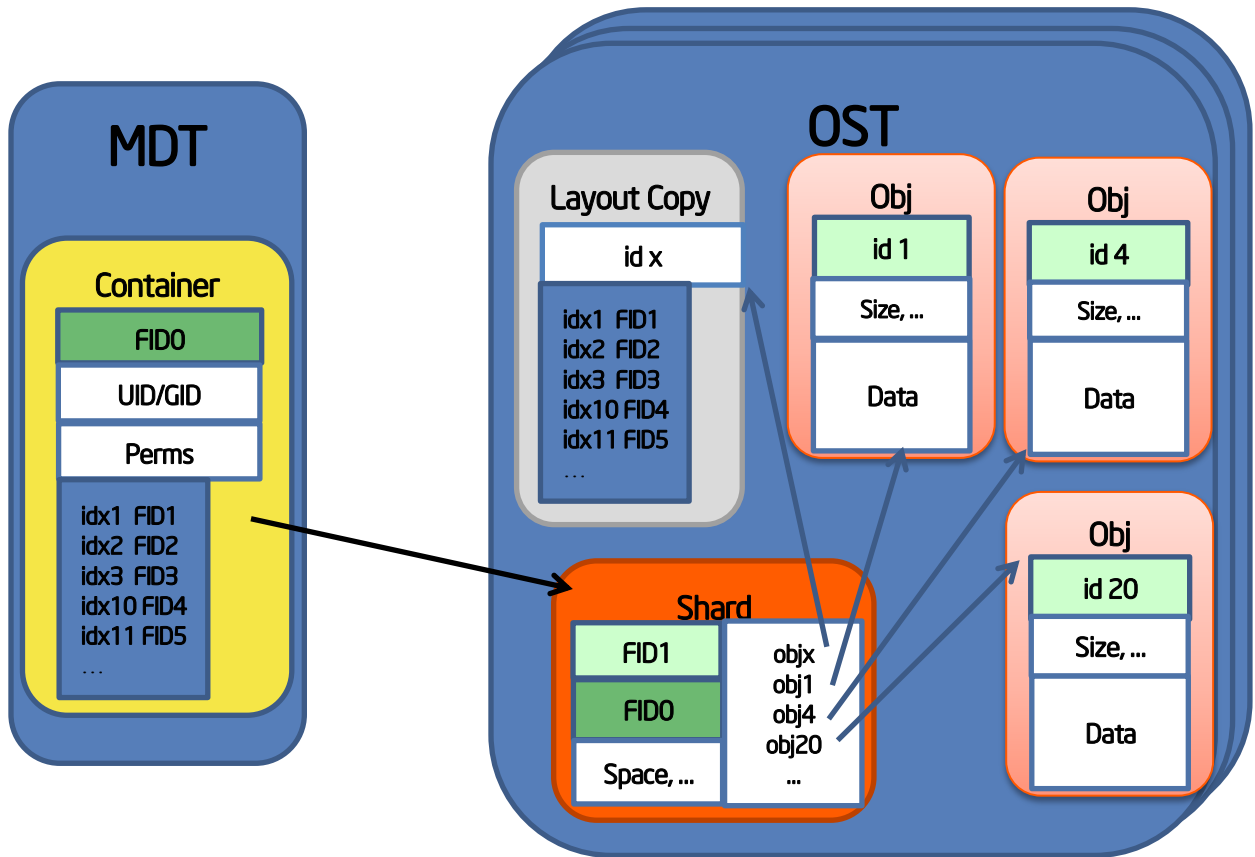 MDT
Container
FID0
UID/GID
Perms
idx1 FID1
idx2 FID2
idx3 FID3
idx10 FID4
idx11 FID5
...
OST
Layout Copy
id x
idx1 FID1
idx2 FID2
idx3 FID3
idx10 FID4
idx11 FID5
...
Obj
id 1
Size, ...
Data
Obj
id 4
Size, ...
Data
Shard
FID1
FID0
Space, ...
objx
obj1
obj4
obj20
...
Obj
id 20
Size, ...
Data